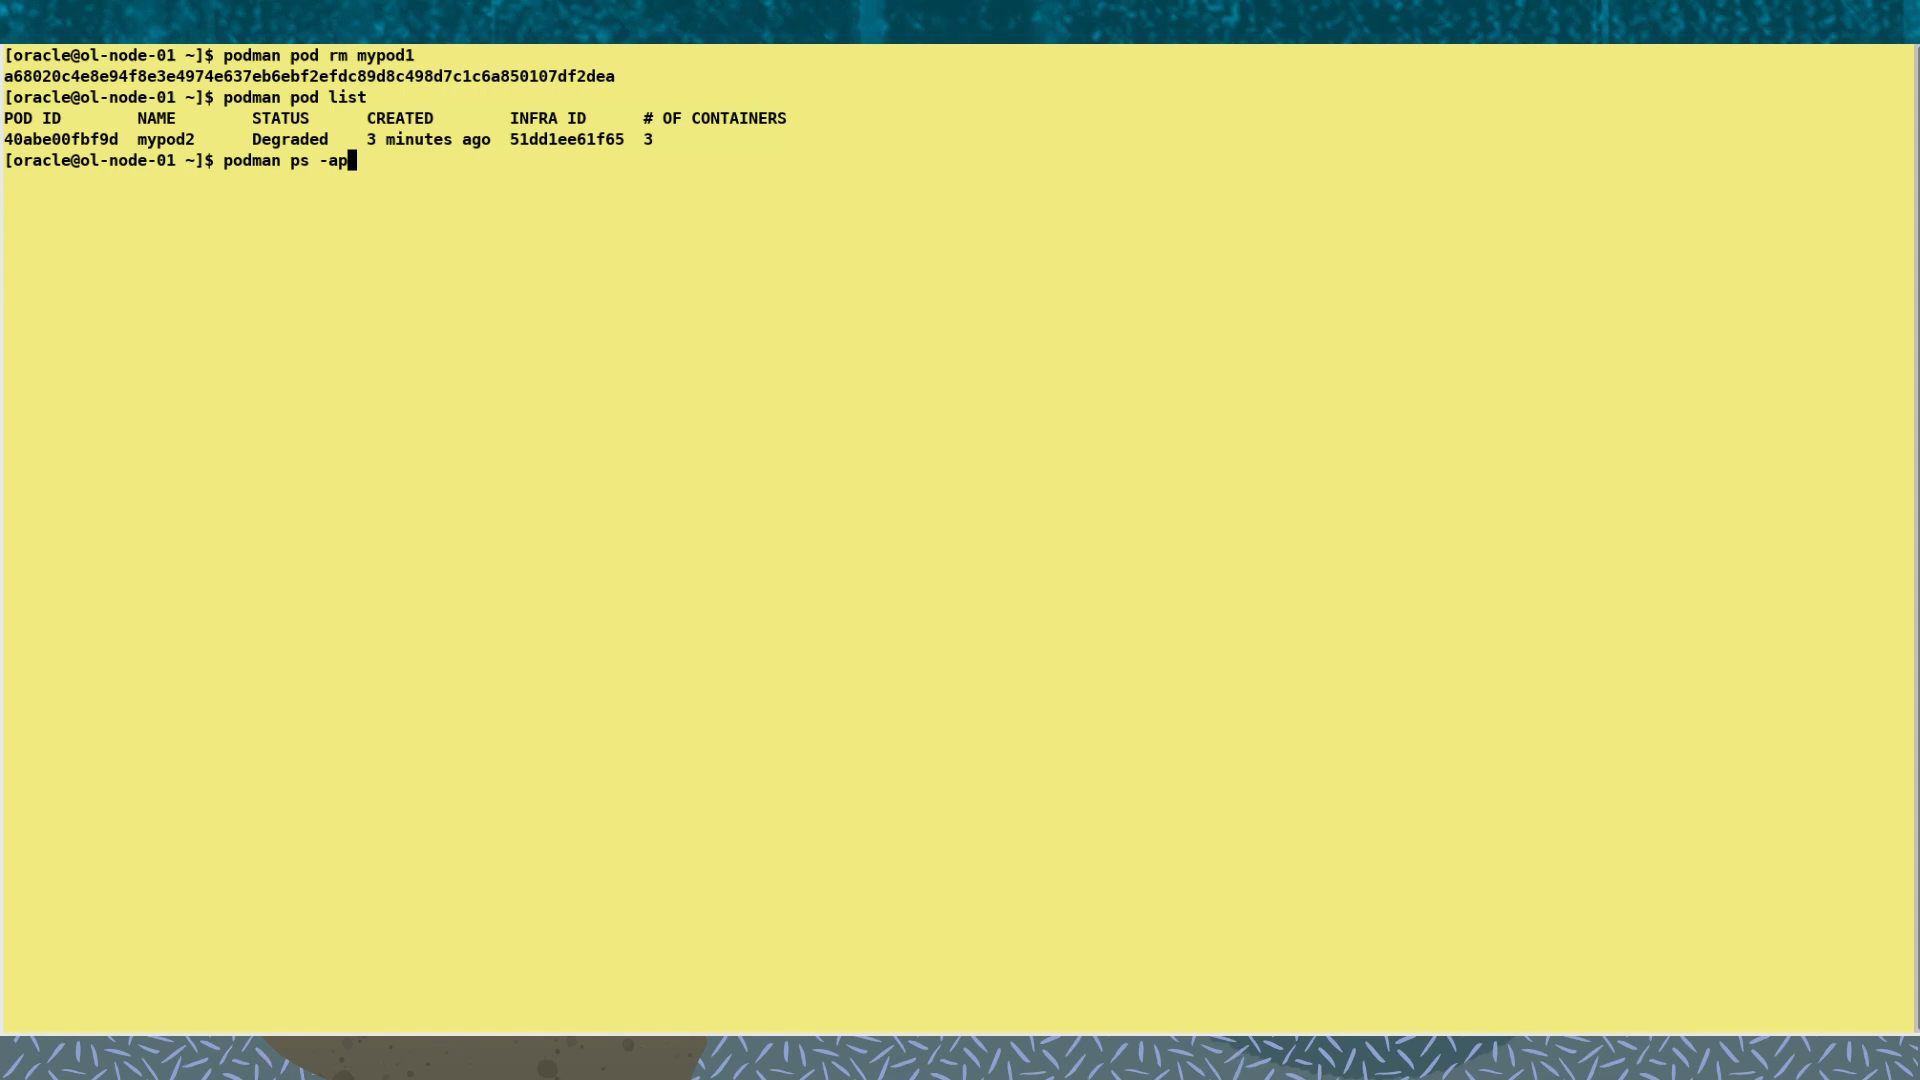 [oracle@ol-node-01 ~]$ podman pod rm mypod1
a68020c4e8e94f8e3e4974e637eb6ebf2efdc89d8c498d7c1c6a850107df2dea
[oracle@ol-node-01 ~]$ podman pod list
POD ID        NAME        STATUS      CREATED        INFRA ID      # OF CONTAINERS
40abe00fbf9d  mypod2      Degraded    3 minutes ago  51dd1ee61f65  3
[oracle@ol-node-01 ~]$ podman ps -ap